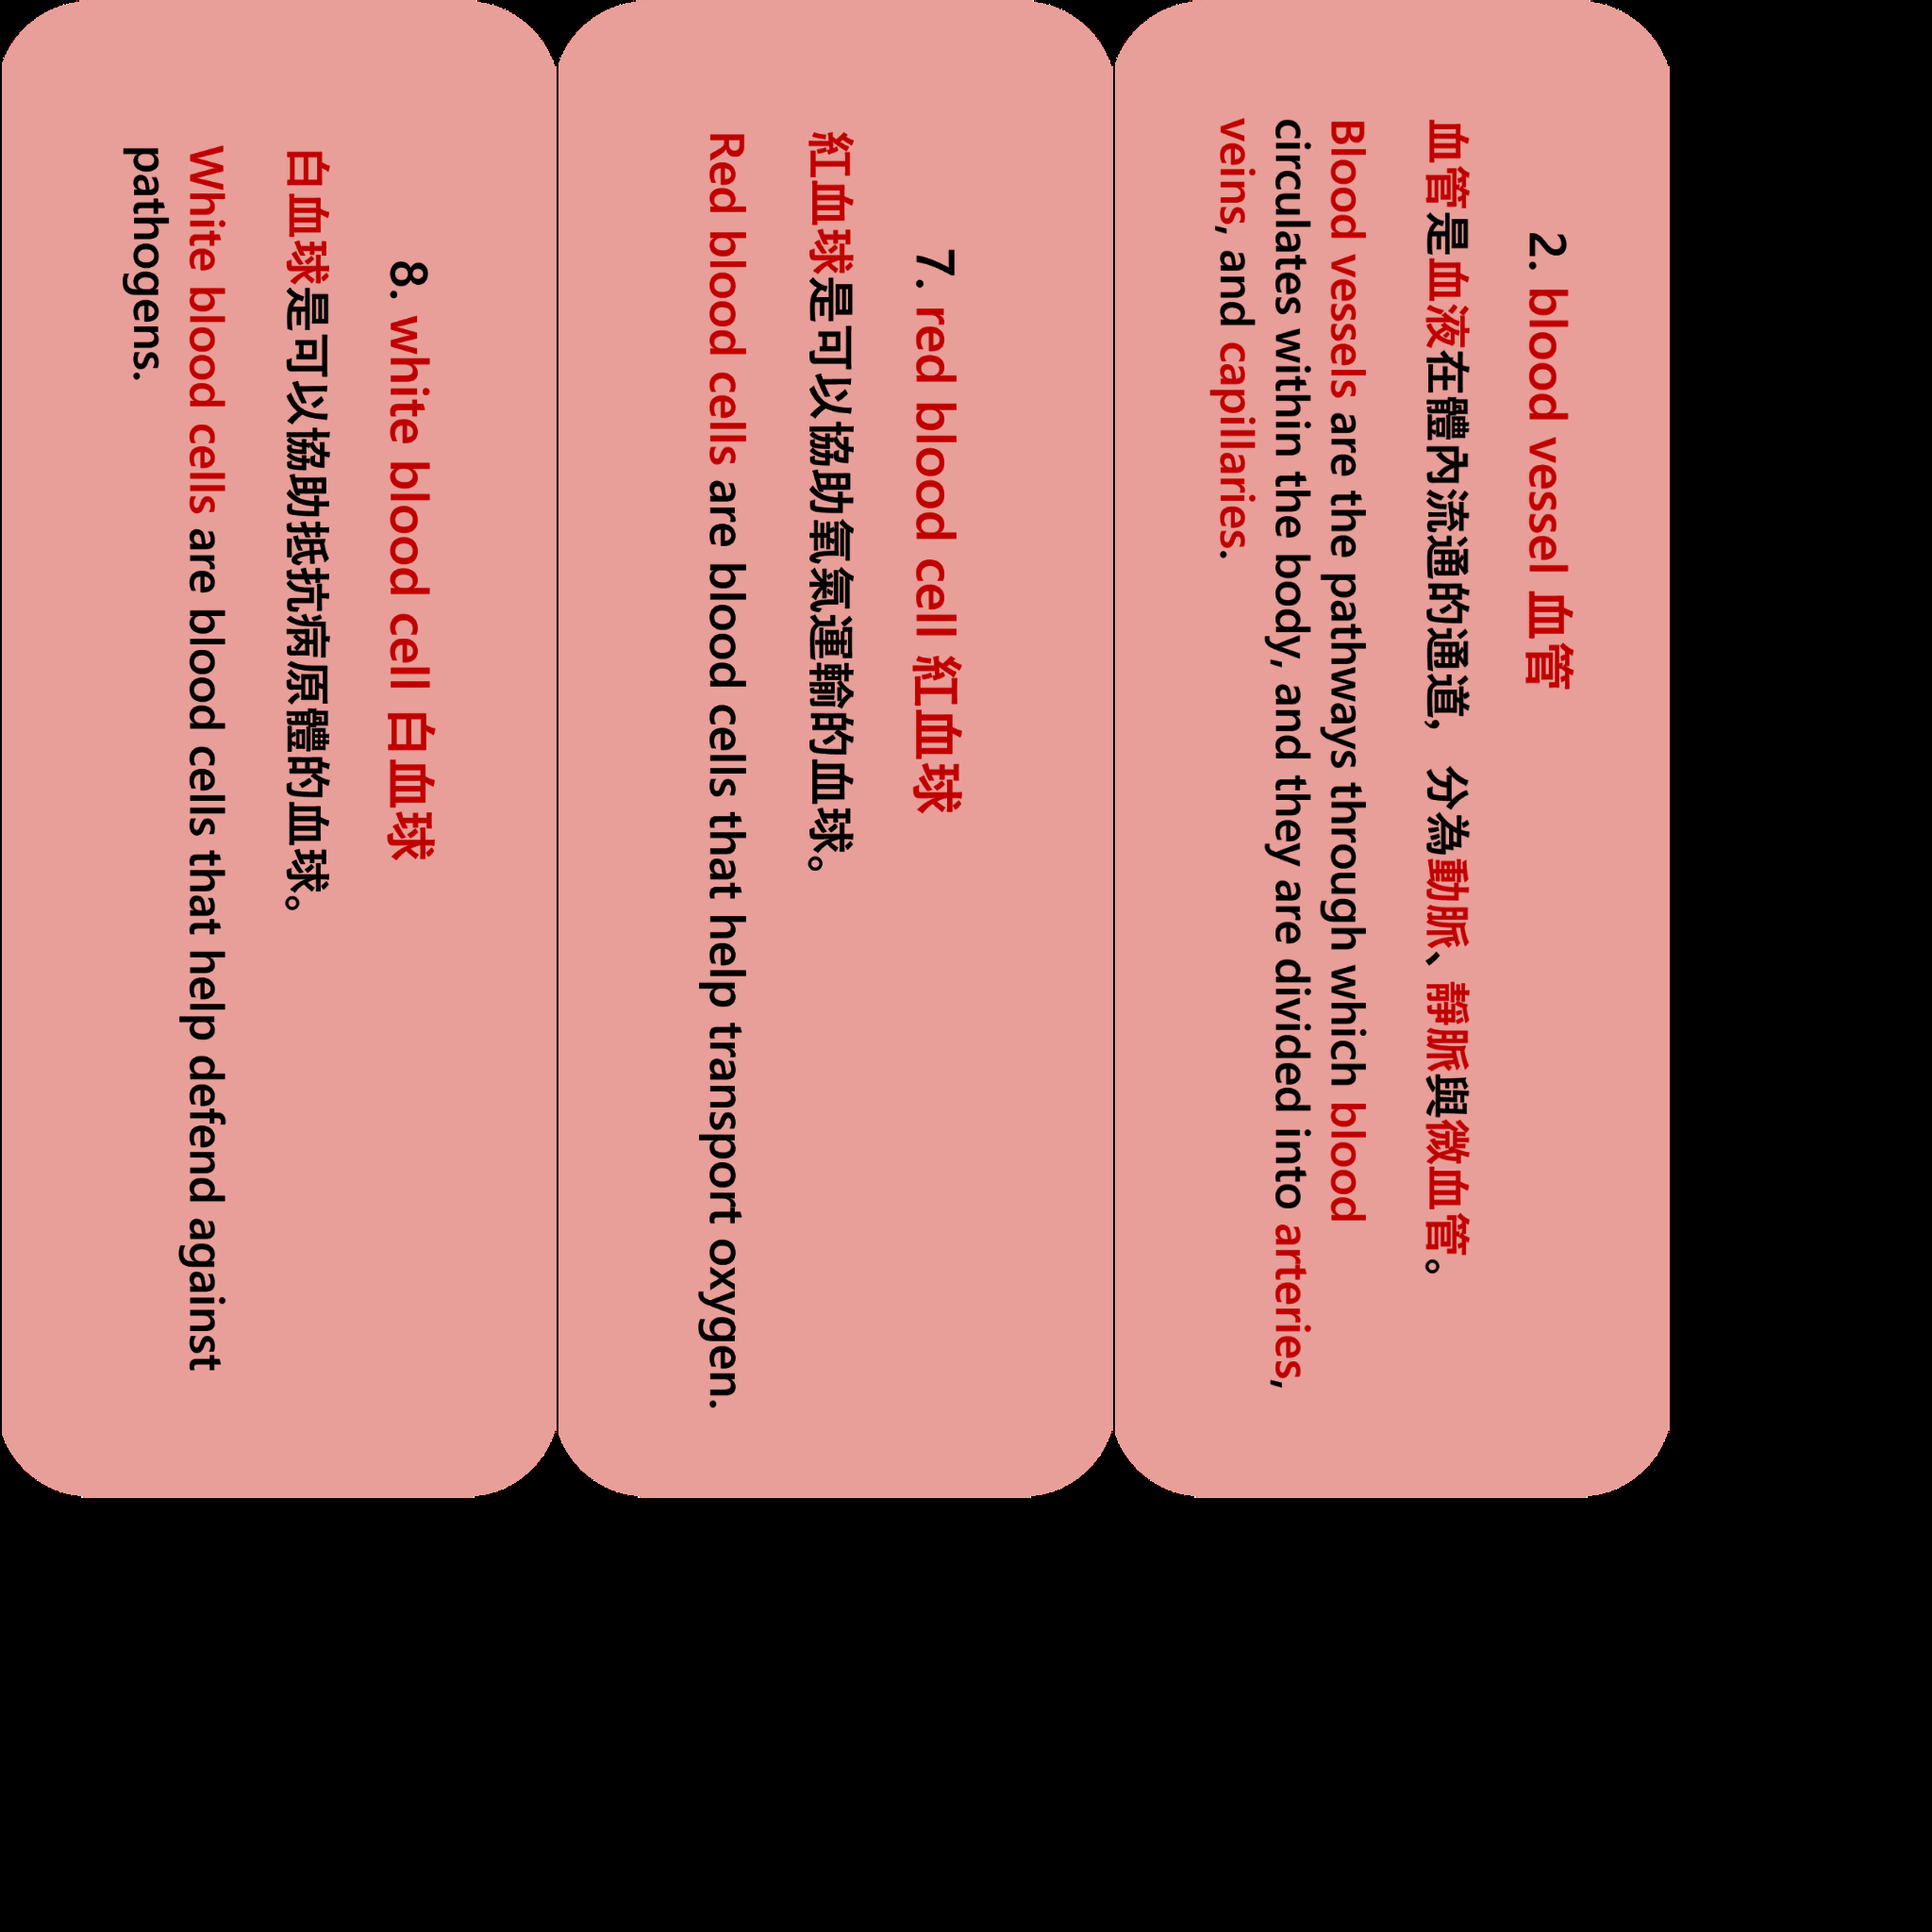 2. blood vessel 血管
血管是血液在體內流通的通道，分為動脈、靜脈與微血管。
Blood vessels are the pathways through which blood
circulates within the body, and they are divided into arteries,
veins, and capillaries.
7. red blood cell 紅血球
紅血球是可以協助氧氣運輸的血球。
Red blood cells are blood cells that help transport oxygen.
8. white blood cell 白血球
白血球是可以協助抵抗病原體的血球。
White blood cells are blood cells that help defend against
pathogens.